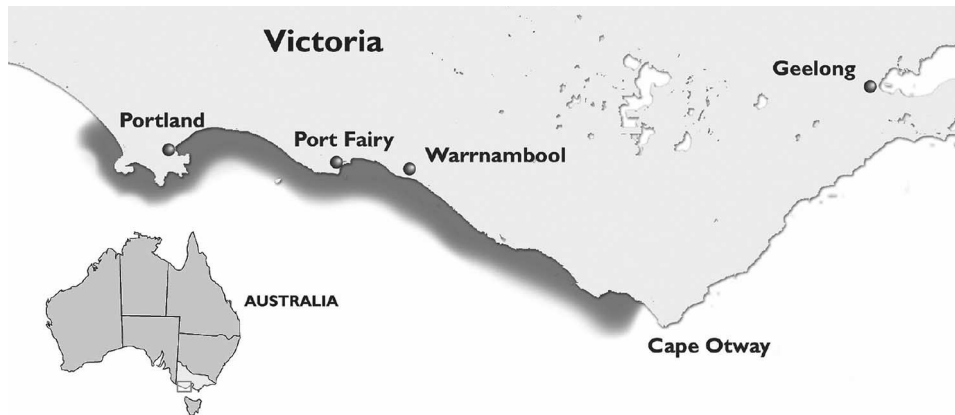 Victoria
Geelong
Portland
Port Fairy
Warrnambool
AUSTRALIA
Cape Otway